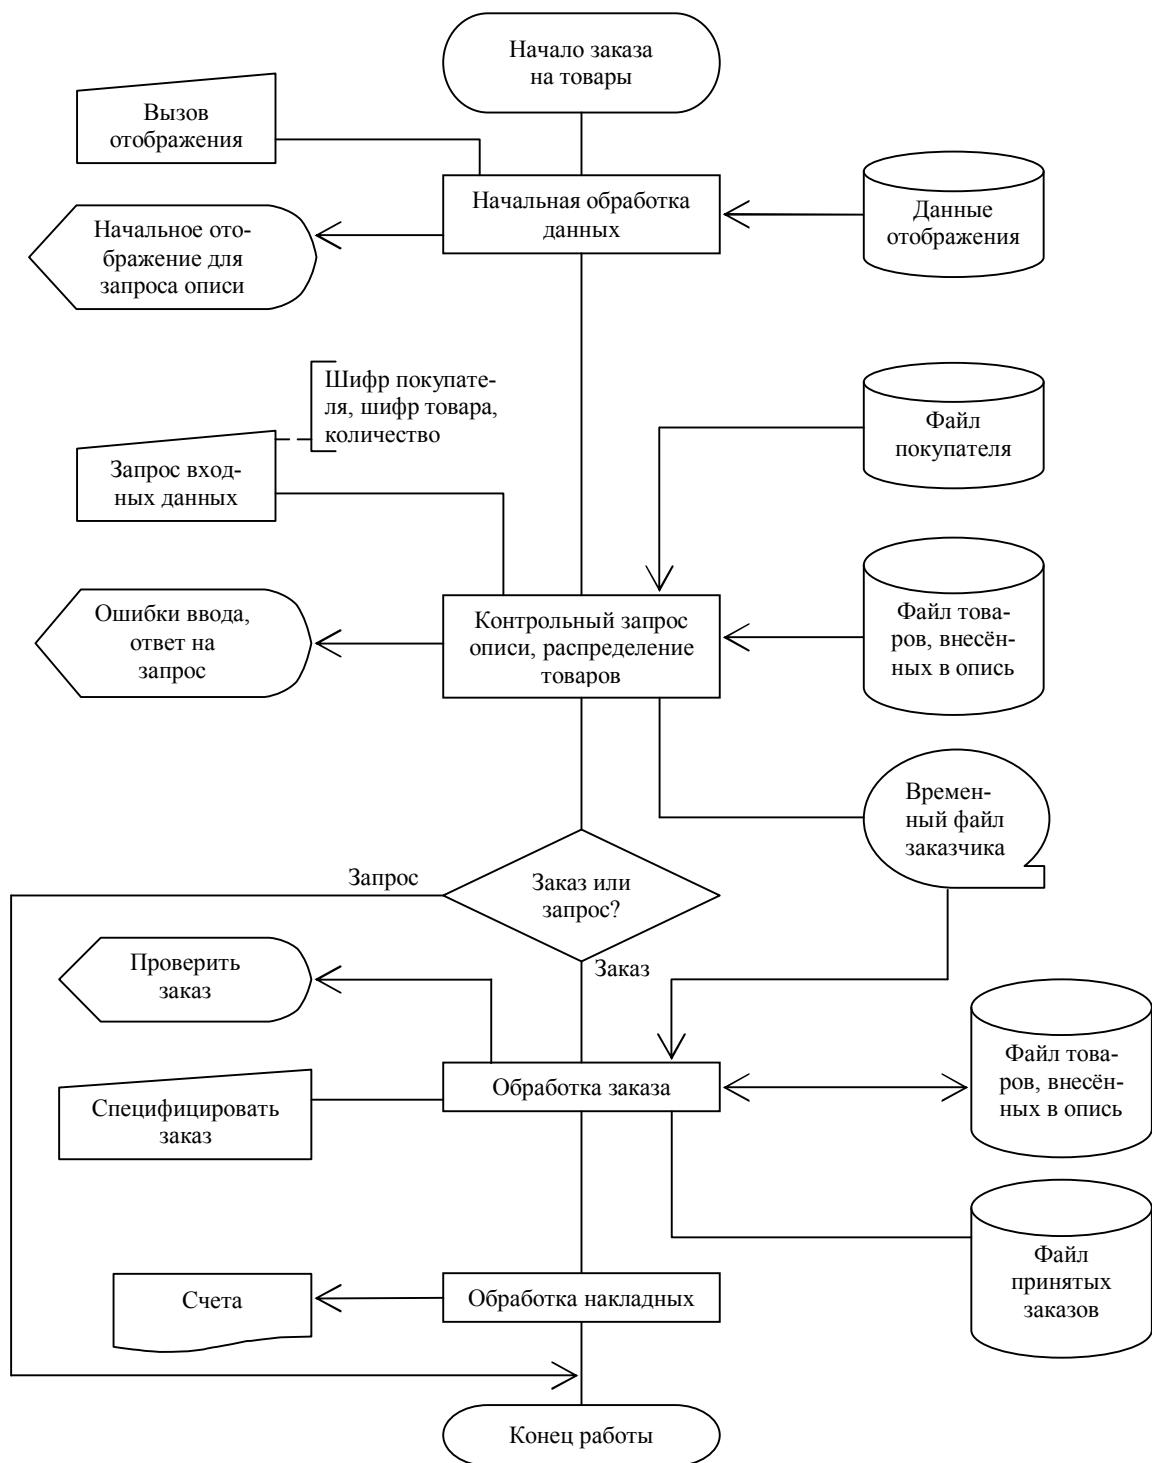 Начало заказа
на товары
Вызов
отображения
Начальная обработка
данных
Данные
отображения
Начальное ото-
бражение для
запроса описи
Шифр покупате-
ля, шифр товара,
количество
Файл
покупателя
Запрос вход-
ных данных
Ошибки ввода,
ответ на
запрос
Контрольный запрос
описи, распределение
товаров
Файл това-
ров, внесён-
ных в опись
Времен-
ный файл
заказчика
Запрос
Заказ или
запрос?
Заказ
Проверить
заказ
Файл това-
ров, внесён-
ных в опись
Обработка заказа
Специфицировать
заказ
Файл
принятых
заказов
Счета
Обработка накладных
Конец работы